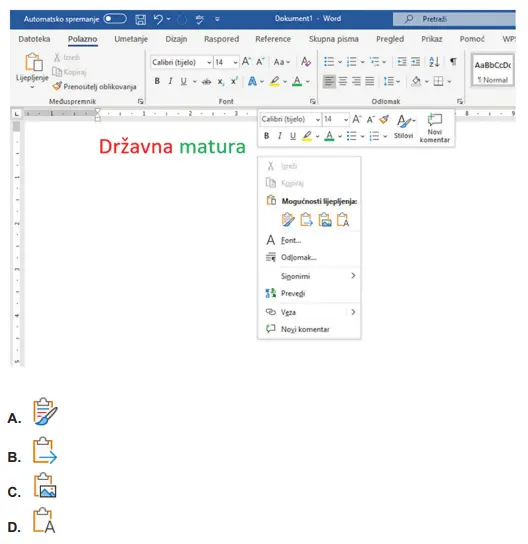 Automatsko spremanje
Dokument1 - Word
Pretraži
Datoteka Polazno Umetanje Dizajn Raspored Reference Skupna pisma Pregled Prikaz Pomoć WPS
Lijepljenje
Izreži
Kopiraj
Prenositelj oblikovanja
Međuspremnik
Calibri (tijelo) 14
Font
Odlomak
AaBbCcDc
¶ Normal
Calibri (tijelo) 14
B I U
Stilovi
Novi
komentar
Državna matura
Izreži
Kopiraj
Mogućnosti lijepljenja:
Font...
Odlomak...
Sinonimi
Prevedi
Veza
Novi komentar
A.
B.
C.
D.